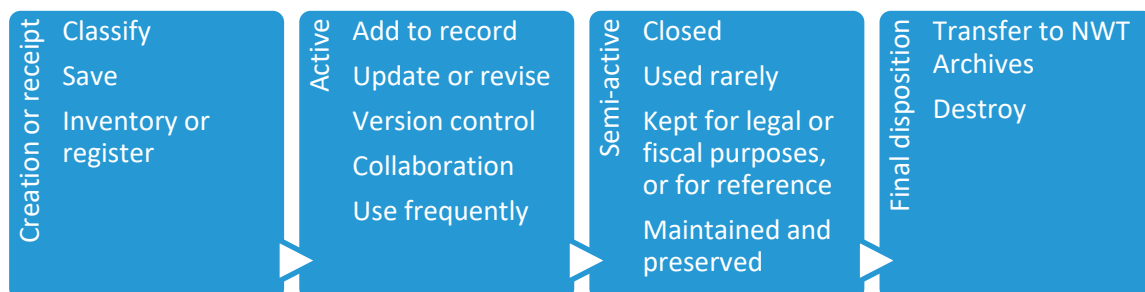 Creation or receipt
Classify
Save
Inventory or
register
Active
Add to record
Update or revise
Version control
Collaboration
Use frequently
Semi-active
Closed
Used rarely
Kept for legal or
fiscal purposes,
or for reference
Maintained and
preserved
Final disposition
Transfer to NWT
Archives
Destroy